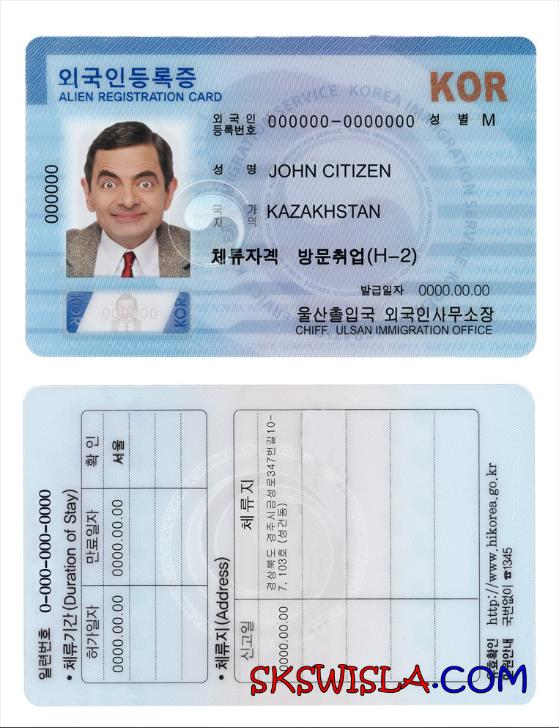 외국인등록증
ALIEN REGISTRATION CARD
KOR
외 국 인
등록번호 000000-0000000 성 별 M
성 명 JOHN CITIZEN
국 가
지 역 KAZAKHSTAN
체류자격 방문취업(H-2)
발급일자 0000.00.00
울산출입국 외국인사무소장
CHIFF, ULSAN IMMIGRATION OFFICE
000000
KOR 000000 KOR
일련번호 0-000-000-0000
• 체류기간(Duration of Stay)
허가일자 만료일자 확 인
0000.00.00 0000.00.00 서울
• 체류지(Address)
신고일 체류지
0000.00.00 경상북도 경주시금성로347번길10-
7, 103호 (성건동)
유효확인 http://www.hikorea.go.kr
민원안내 국번없이 ☎1345
SKSWISLA.COM